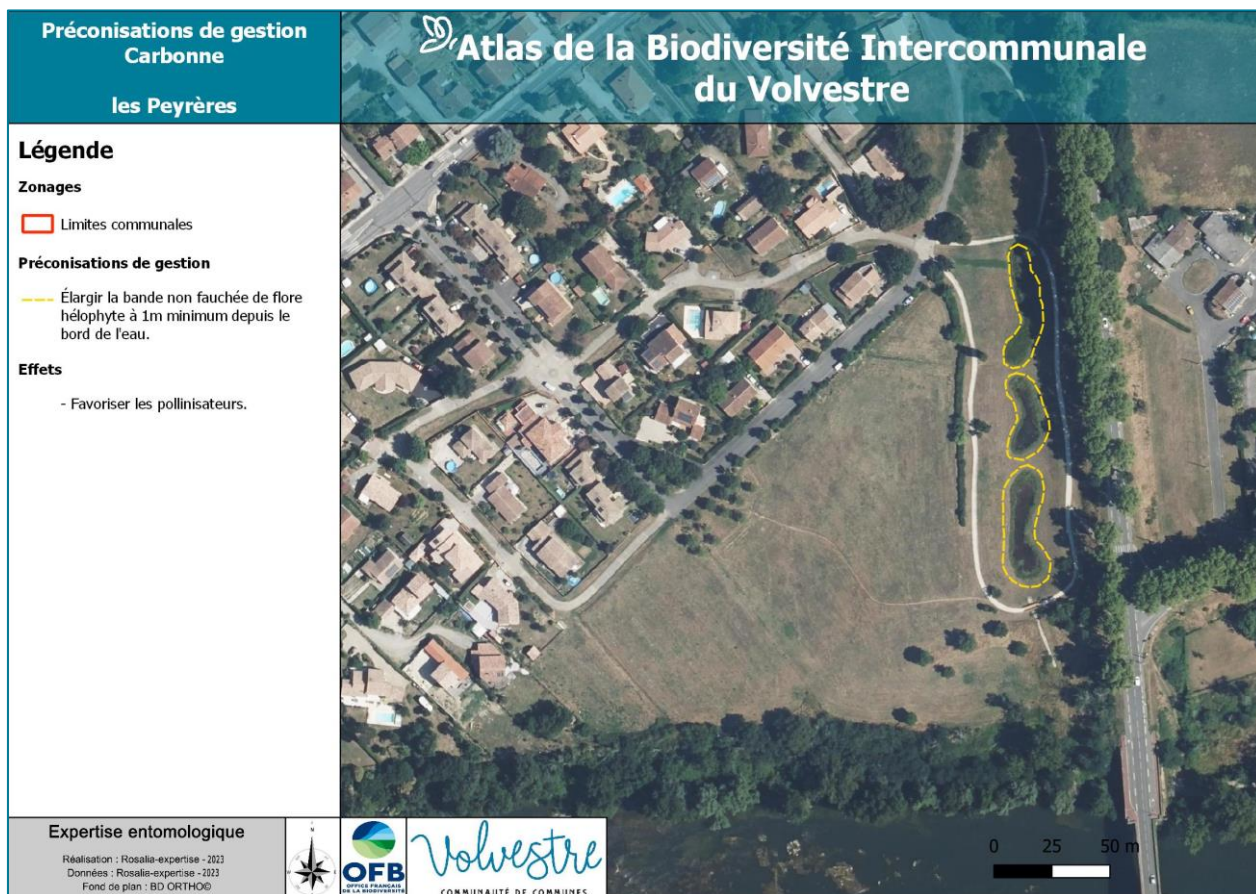 Préconisations de gestion
Carbonne
les Peyrères
Atlas de la Biodiversité Intercommunale
du Volvestre
Légende
Zonages
Limites communales
Préconisations de gestion
Élargir la bande non fauchée de flore
hélophyte à 1m minimum depuis le
bord de l'eau.
Effets
- Favoriser les pollinisateurs.
Expertise entomologique
Réalisation : Rosalia-expertise - 2023
Données : Rosalia-expertise - 2023
Fond de plan : BD ORTHO©
N
OFB
OFFICE FRANÇAIS
DE LA BIODIVERSITÉ
Volvestre
COMMUNAUTÉ DE COMMUNES
0 25 50 m